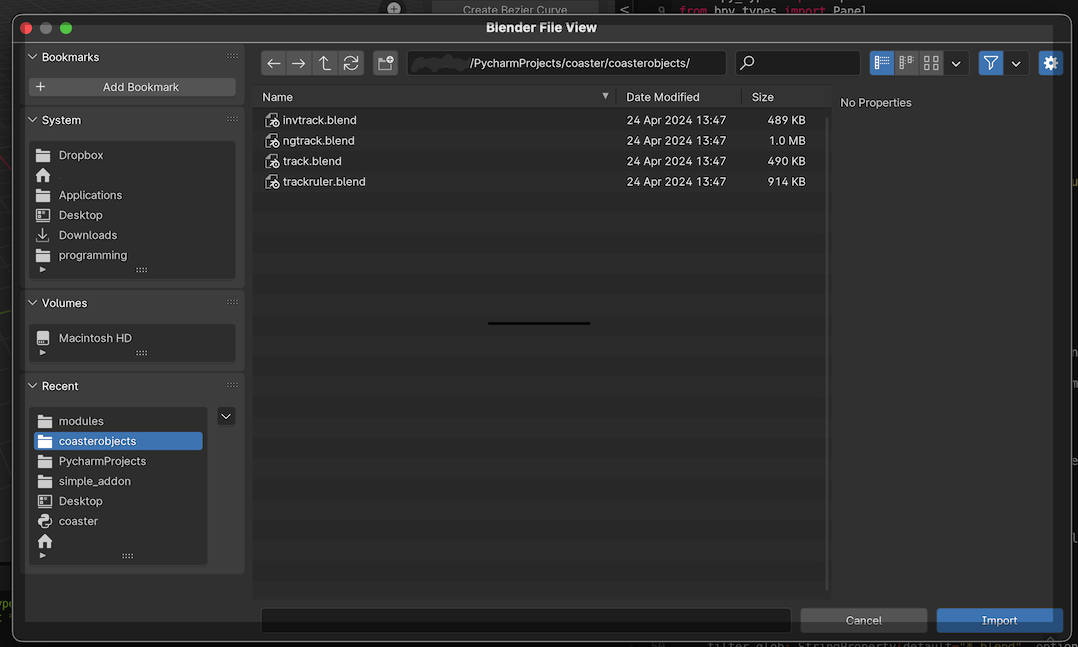 Create Bezier Curve
9 from bpy_types import Panel
Blender File View
Bookmarks
Add Bookmark
/PycharmProjects/coaster/coasterobjects/
System
Dropbox
Applications
Desktop
Downloads
programming
Volumes
Macintosh HD
Recent
modules
coasterobjects
PycharmProjects
simple_addon
Desktop
coaster
Name Date Modified Size
invtrack.blend 24 Apr 2024 13:47 489 KB
ngtrack.blend 24 Apr 2024 13:47 1.0 MB
track.blend 24 Apr 2024 13:47 490 KB
trackruler.blend 24 Apr 2024 13:47 914 KB
No Properties
Cancel
Import
filter_glob: StringProperty(default="*.blend", option